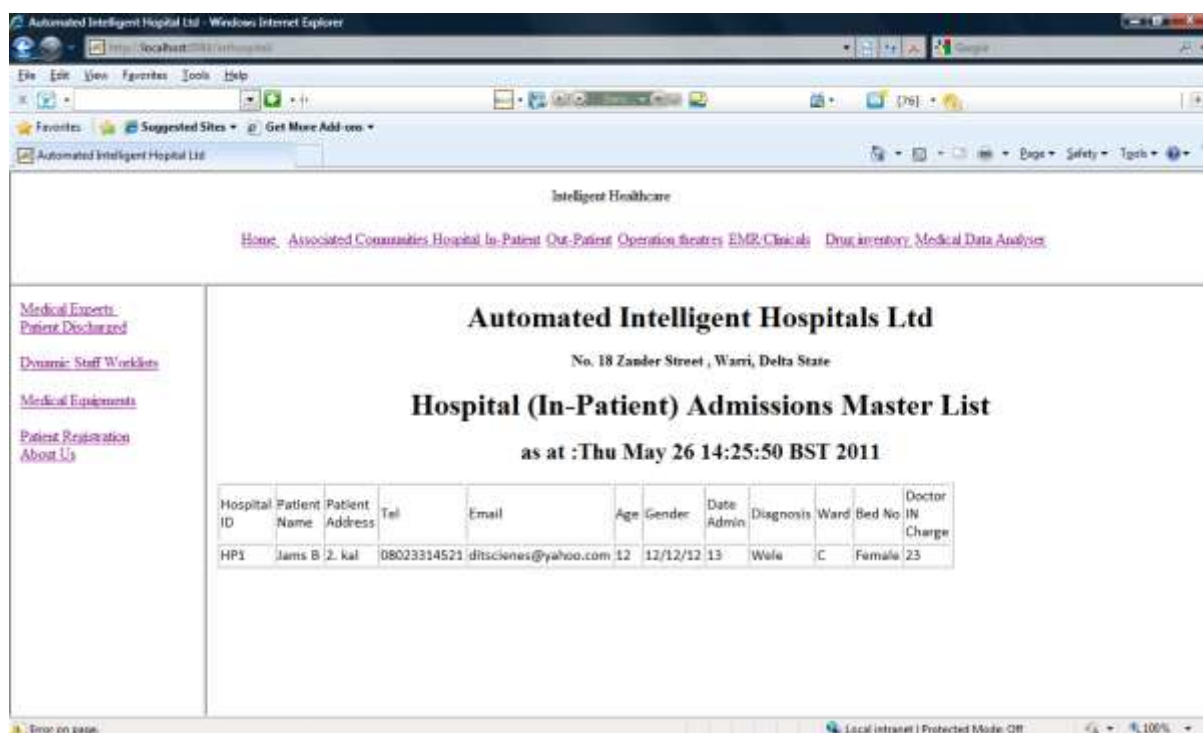 Automated Intelligent Hopital Ltd - Windows Internet Explorer
File Edit View Favorites Tools Help
Favorites Suggested Sites Get More Add-ons
Automated Intelligent Hopital Ltd Page Safety Tools
Intelligent Healthcare
Home Associated Communities Hospital In-Patient Out-Patient Operation theatres EMR/Clinicals Drug inventory Medical Data Analyser
Medical Experts
Patient Discharged
Dynamic Staff Worklists
Medical Equipments
Patient Registration
About Us
Automated Intelligent Hospitals Ltd
No. 18 Zander Street , Warri, Delta State
Hospital (In-Patient) Admissions Master List
as at :Thu May 26 14:25:50 BST 2011
Hospital ID Patient Name Patient Address Tel Email Age Gender Date Admin Diagnosis Ward Bed No Doctor IN Charge
HP1 Jams B 2. kal 08023314521 ditscienes@yahoo.com 12 12/12/12 13 Wele C Female 23
Error on page. Local intranet | Protected Mode: Off 100%